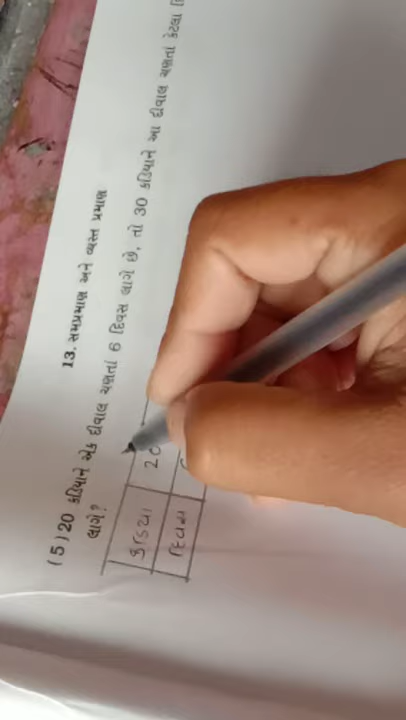 13. સમપ્રમાણ અને વ્યસ્ત પ્રમાણ
(5) 20 કડિયાને એક દીવાલ ચણતાં 6 દિવસ લાગે છે, તો 30 કડિયાને આ દીવાલ ચણતાં કેટલા
લાગે?
કડિયા 20
દિવસ